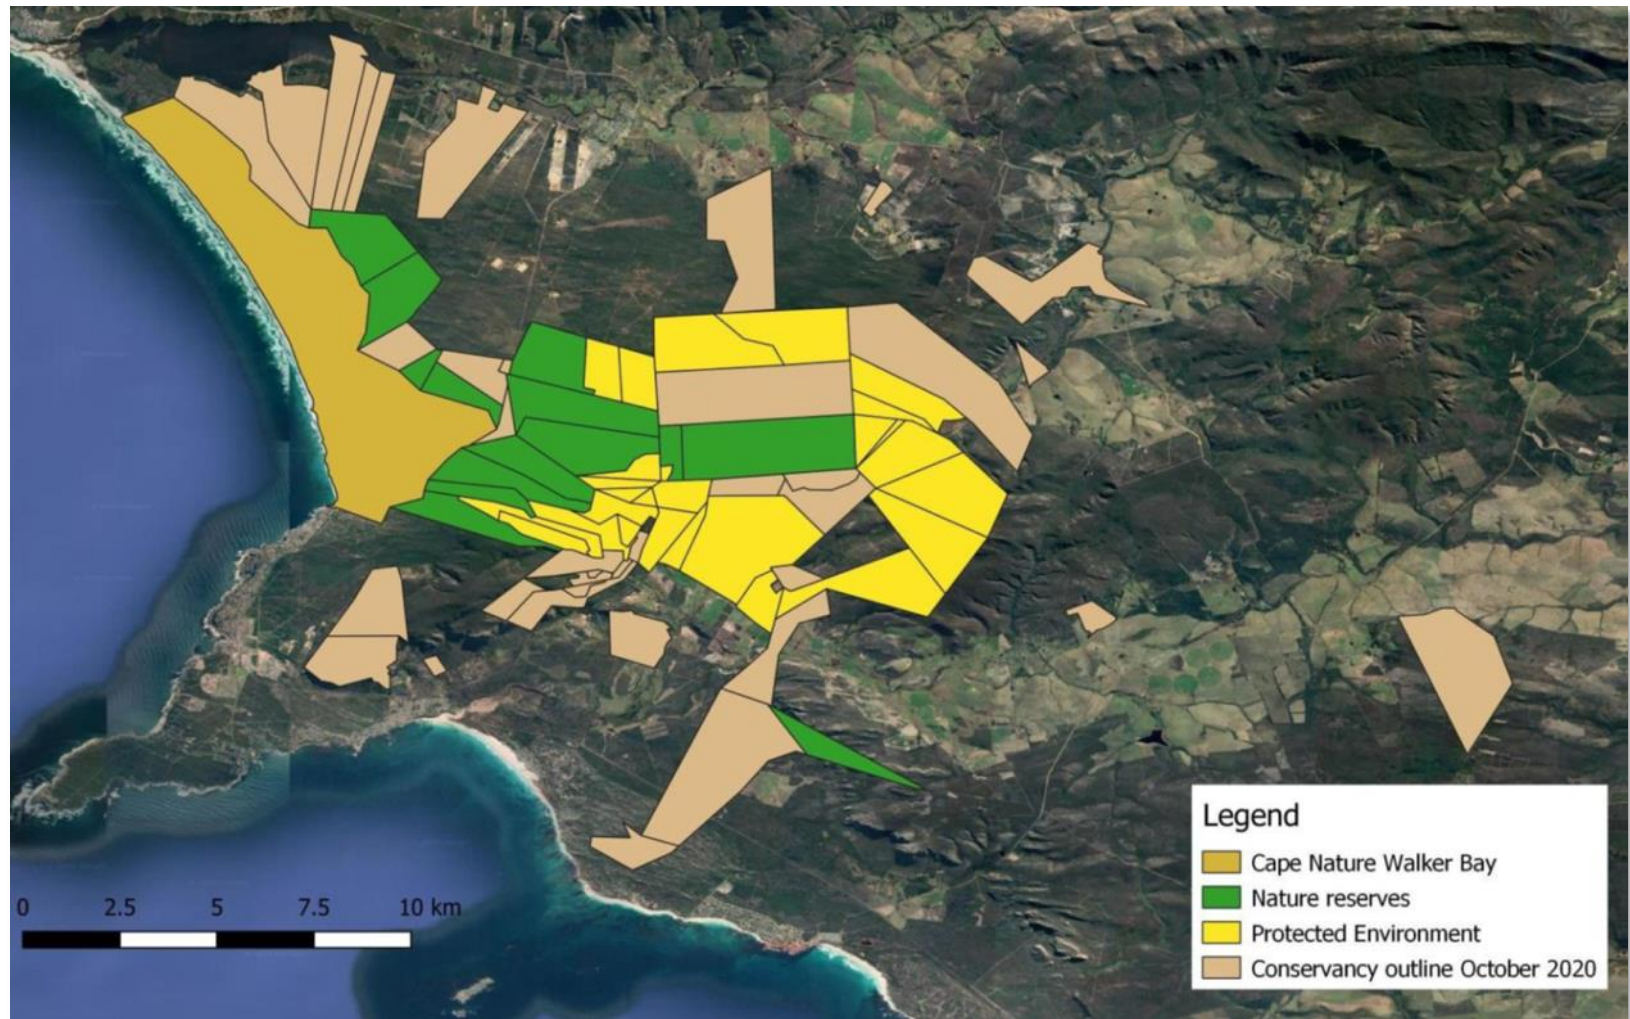 Legend
Cape Nature Walker Bay
Nature reserves
Protected Environment
Conservancy outline October 2020
0 2.5 5 7.5 10 km